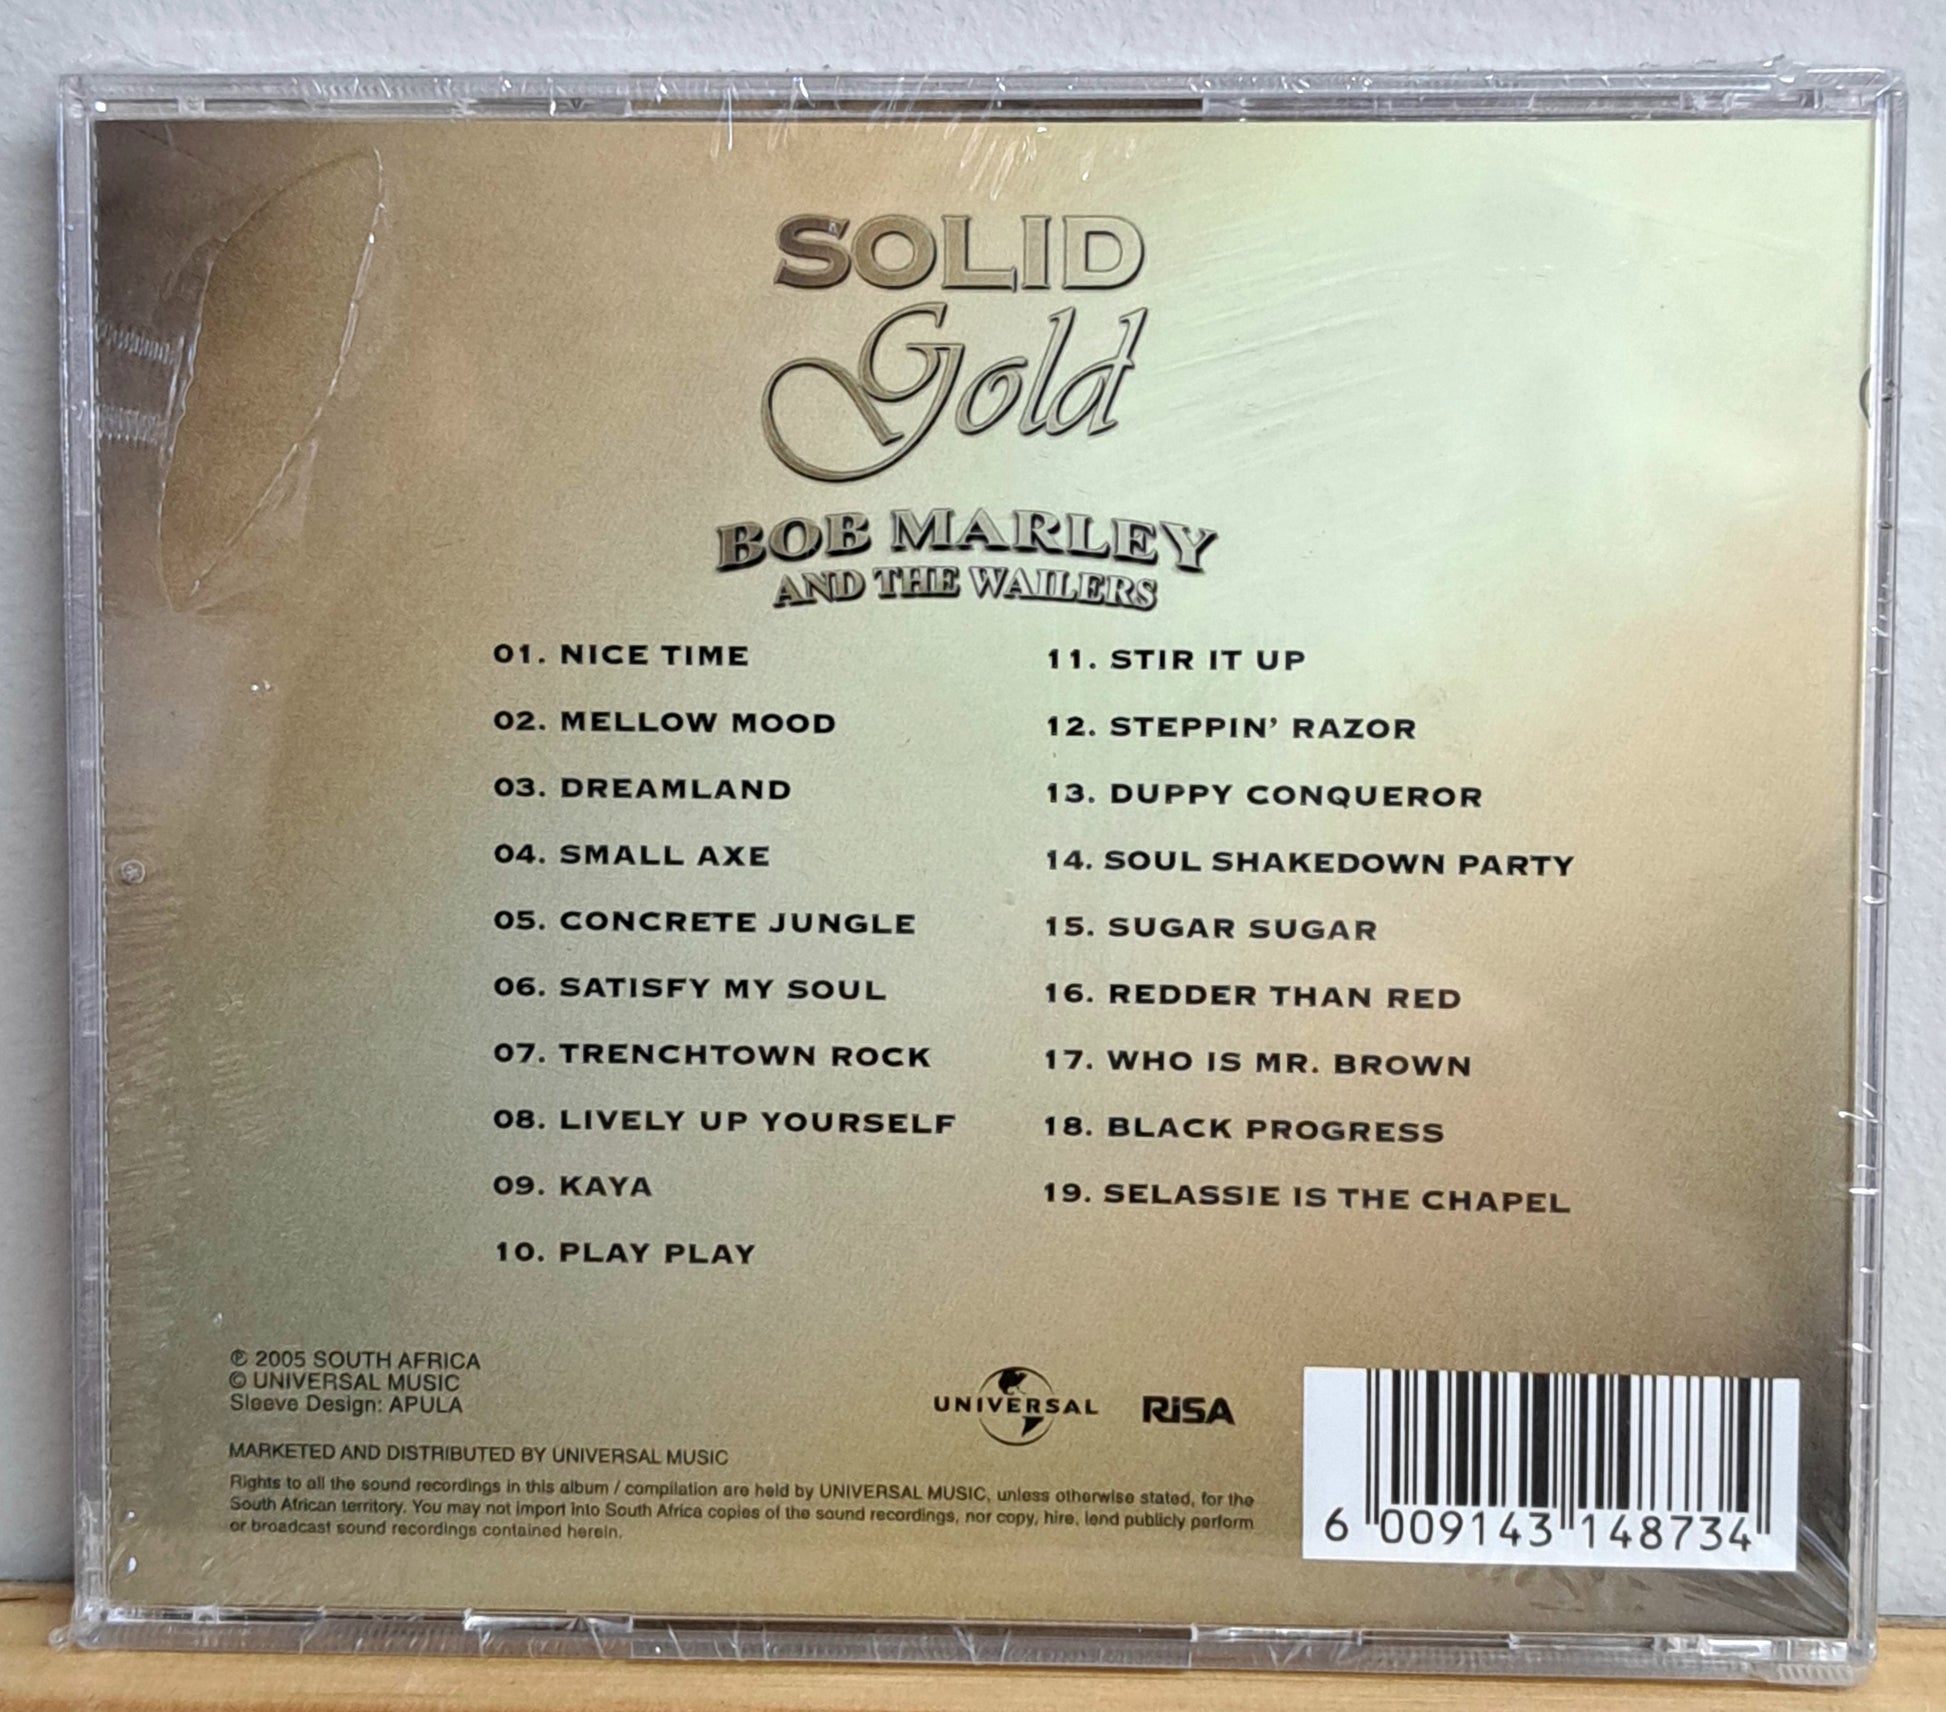 SOLID
Gold
BOB MARLEY
AND THE WAILERS
01. NICE TIME
02. MELLOW MOOD
03. DREAMLAND
04. SMALL AXE
05. CONCRETE JUNGLE
06. SATISFY MY SOUL
07. TRENCHTOWN ROCK
08. LIVELY UP YOURSELF
09. KAYA
10. PLAY PLAY
11. STIR IT UP
12. STEPPIN' RAZOR
13. DUPPY CONQUEROR
14. SOUL SHAKEDOWN PARTY
15. SUGAR SUGAR
16. REDDER THAN RED
17. WHO IS MR. BROWN
18. BLACK PROGRESS
19. SELASSIE IS THE CHAPEL
℗ 2005 SOUTH AFRICA
© UNIVERSAL MUSIC
Sleeve Design: APULA
MARKETED AND DISTRIBUTED BY UNIVERSAL MUSIC
Rights to all the sound recordings in this album / compilation are held by UNIVERSAL MUSIC, unless otherwise stated, for the
South African territory. You may not import into South Africa copies of the sound recordings, nor copy, hire, lend publicly perform
or broadcast sound recordings contained herein.
UNIVERSAL
RiSA
6 009143 148734